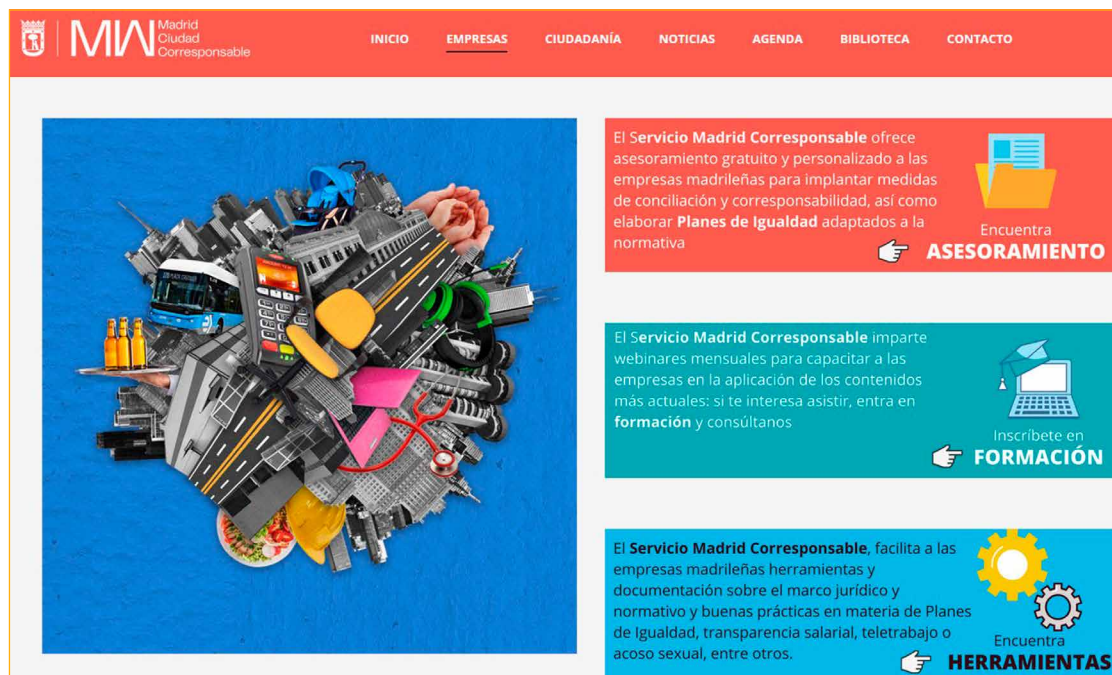 Madrid
Ciudad
Corresponsable
INICIO
EMPRESAS
CIUDADANÍA
NOTICIAS
AGENDA
BIBLIOTECA
CONTACTO
El Servicio Madrid Corresponsable ofrece
asesoramiento gratuito y personalizado a las
empresas madrileñas para implantar medidas
de conciliación y corresponsabilidad, así como
elaborar Planes de Igualdad adaptados a la
normativa
Encuentra
ASESORAMIENTO
El Servicio Madrid Corresponsable imparte
webinares mensuales para capacitar a las
empresas en la aplicación de los contenidos
más actuales: si te interesa asistir, entra en
formación y consúltanos
Inscríbete en
FORMACIÓN
El Servicio Madrid Corresponsable, facilita a las
empresas madrileñas herramientas y
documentación sobre el marco jurídico y
normativo y buenas prácticas en materia de Planes
de Igualdad, transparencia salarial, teletrabajo o
acoso sexual, entre otros.
Encuentra
HERRAMIENTAS